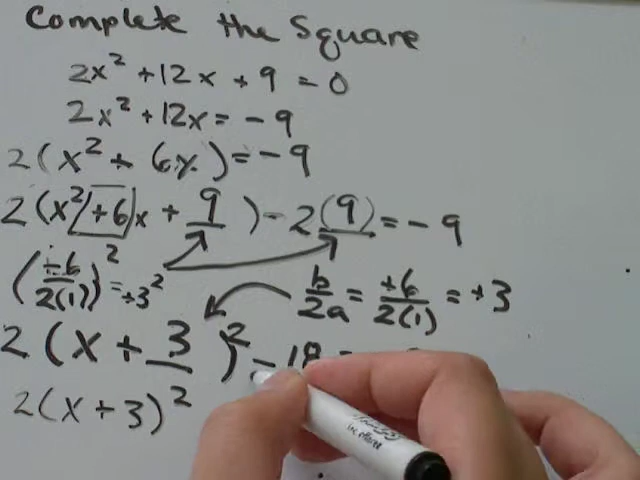 Complete the Square
2x² + 12x + 9 = 0
2x² + 12x = -9
2(x² + 6x) = -9
2(x² + 6x + 9) - 2(9) = -9
(+6/2(1))² = +3²
b/2a = +6/2(1) = +3
2(x + 3)² - 18 =
2(x + 3)²